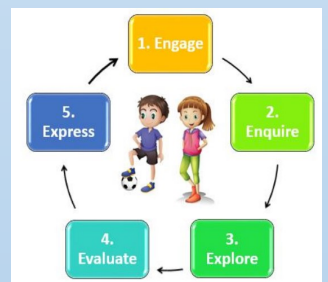 1. Engage
2.
Enquire
3.
Explore
4.
Evaluate
5.
Express